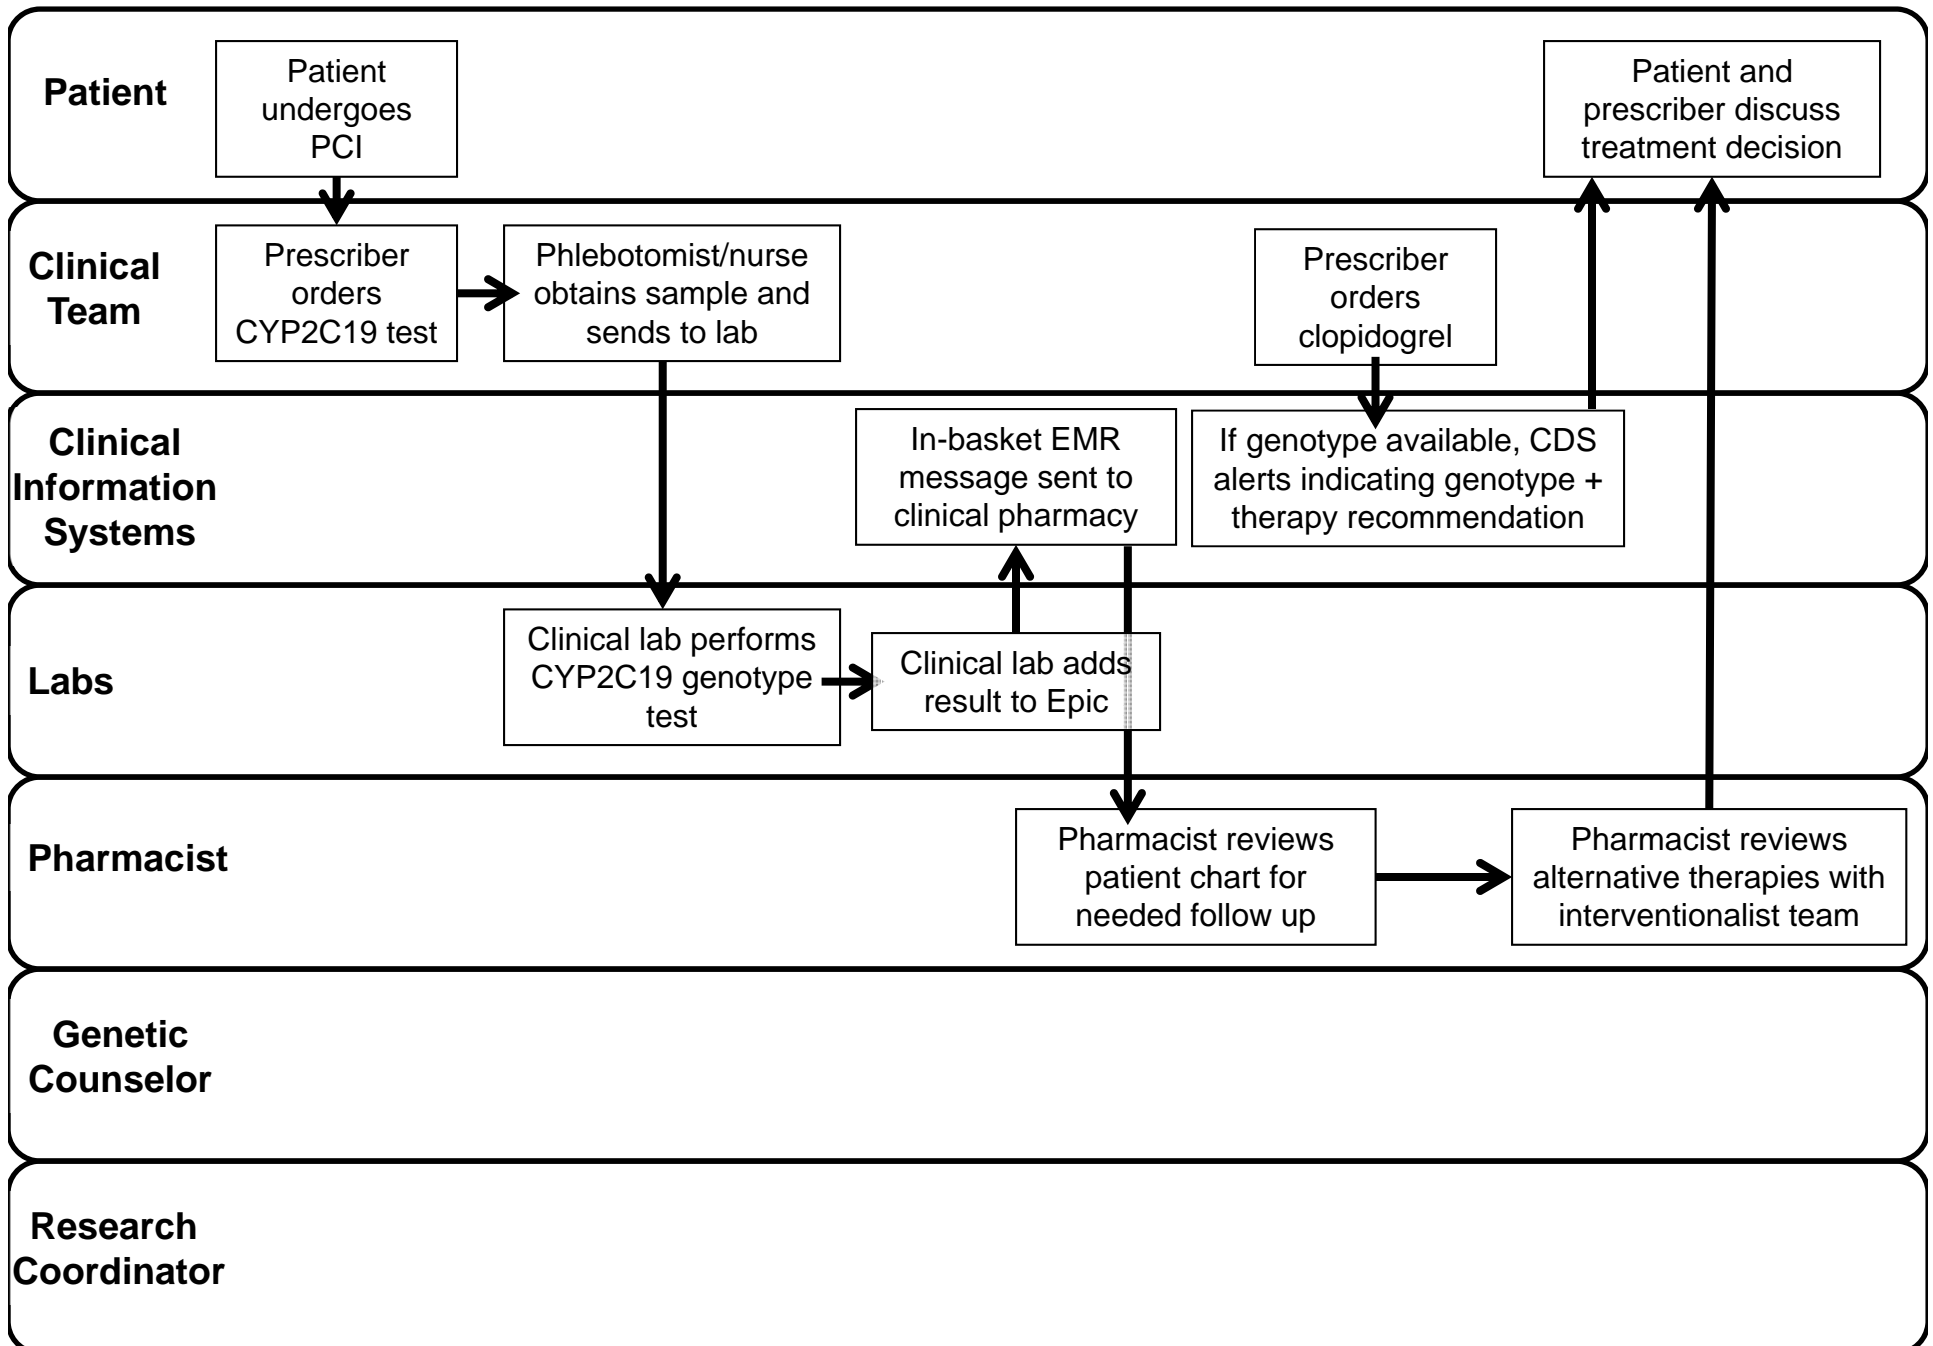 Patient
Patient
undergoes
PCI
Patient and
prescriber discuss
treatment decision
Clinical
Team
Prescriber
orders
CYP2C19 test
Phlebotomist/nurse
obtains sample and
sends to lab
Prescriber
orders
clopidogrel
Clinical
Information
Systems
In-basket EMR
message sent to
clinical pharmacy
If genotype available, CDS
alerts indicating genotype +
therapy recommendation
Labs
Clinical lab performs
CYP2C19 genotype
test
Clinical lab adds
result to Epic
Pharmacist
Pharmacist reviews
patient chart for
needed follow up
Pharmacist reviews
alternative therapies with
interventionalist team
Genetic
Counselor
Research
Coordinator